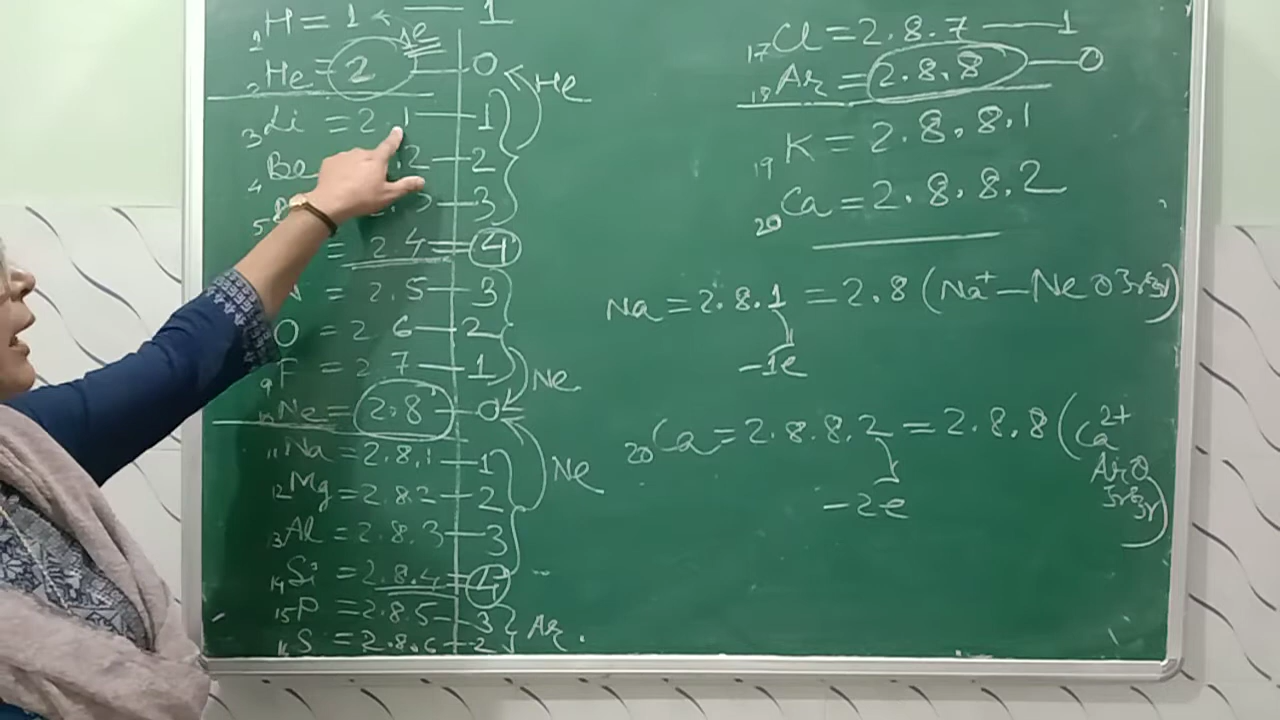 1H = 1 — 1
1e
2He = 2 — 0
He
3Li = 2.1 — 1
4Be .2 — 2
5 — 3
= 2.4 = 4
N = 2.5 — 3
O = 2.6 — 2
9F = 2.7 — 1
Ne
10Ne = 2.8 — 0
11Na = 2.8.1 — 1
Ne
12Mg = 2.8.2 — 2
13Al = 2.8.3 — 3
14Si = 2.8.4 = 4
15P = 2.8.5 — 3
Ar.
16S = 2.8.6 — 2
17Cl = 2.8.7 — 1
18Ar = 2.8.8 — 0
19K = 2.8.8.1
20Ca = 2.8.8.2
Na = 2.8.1 = 2.8 (Na+ – Ne
-1e
20Ca = 2.8.8.2 = 2.8.8 (Ca2+
Ar
-2e